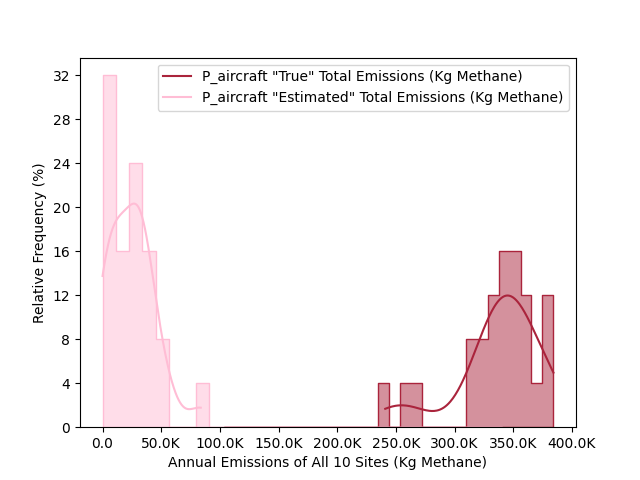 P_aircraft "True" Total Emissions (Kg Methane)
P_aircraft "Estimated" Total Emissions (Kg Methane)
Relative Frequency (%)
32
28
24
20
16
12
8
4
0
0.0 50.0K 100.0K 150.0K 200.0K 250.0K 300.0K 350.0K 400.0K
Annual Emissions of All 10 Sites (Kg Methane)